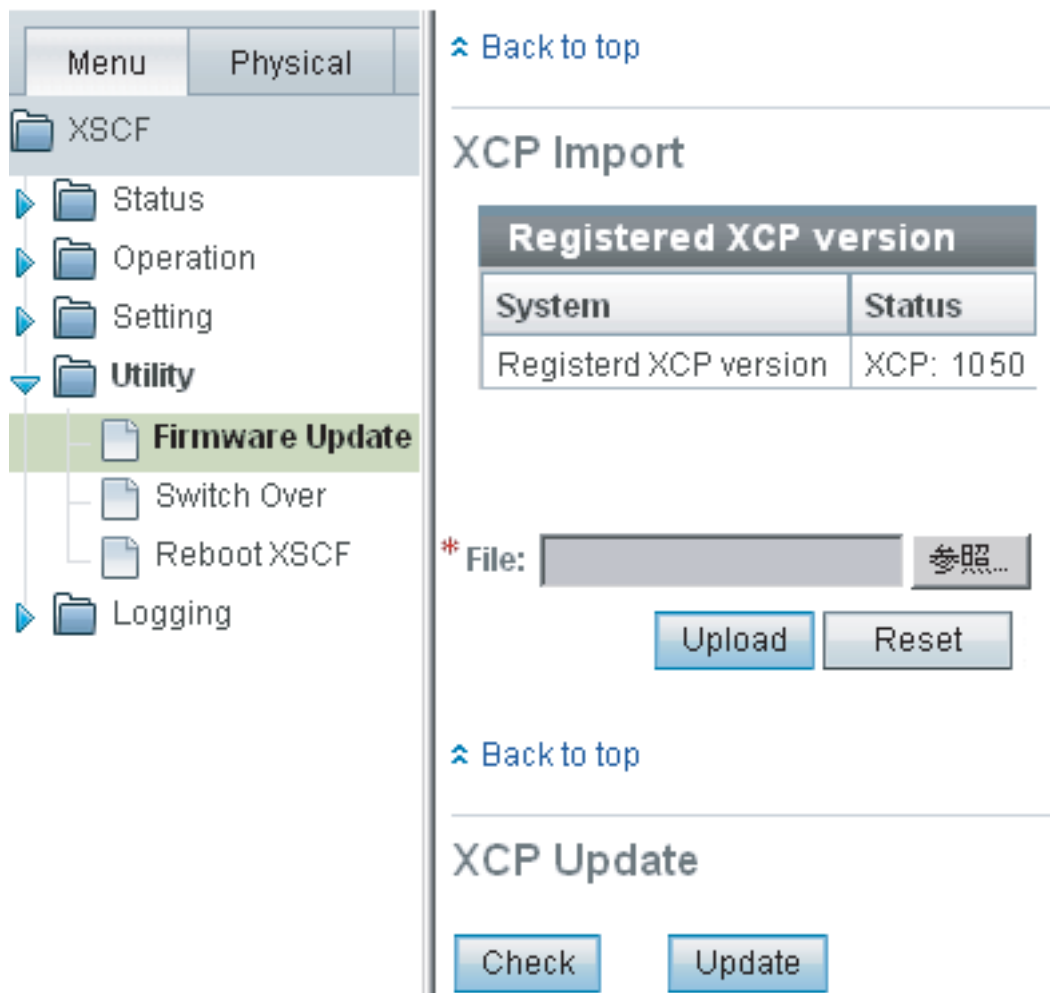 Menu
Physical
XSCF
Status
Operation
Setting
Utility
Firmware Update
Switch Over
Reboot XSCF
Logging
Back to top
XCP Import
Registered XCP version
System
Status
Registerd XCP version
XCP: 1050
* File:
参照...
Upload
Reset
Back to top
XCP Update
Check
Update